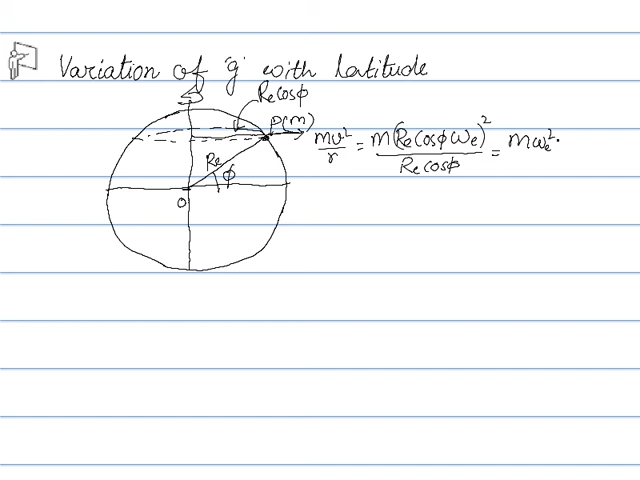 Variation of 'g' with latitude
Re cosϕ
P(m)
mv²/r = m(Re cosϕ ωe)²/Re cosϕ = mωe².
Re
ϕ
O